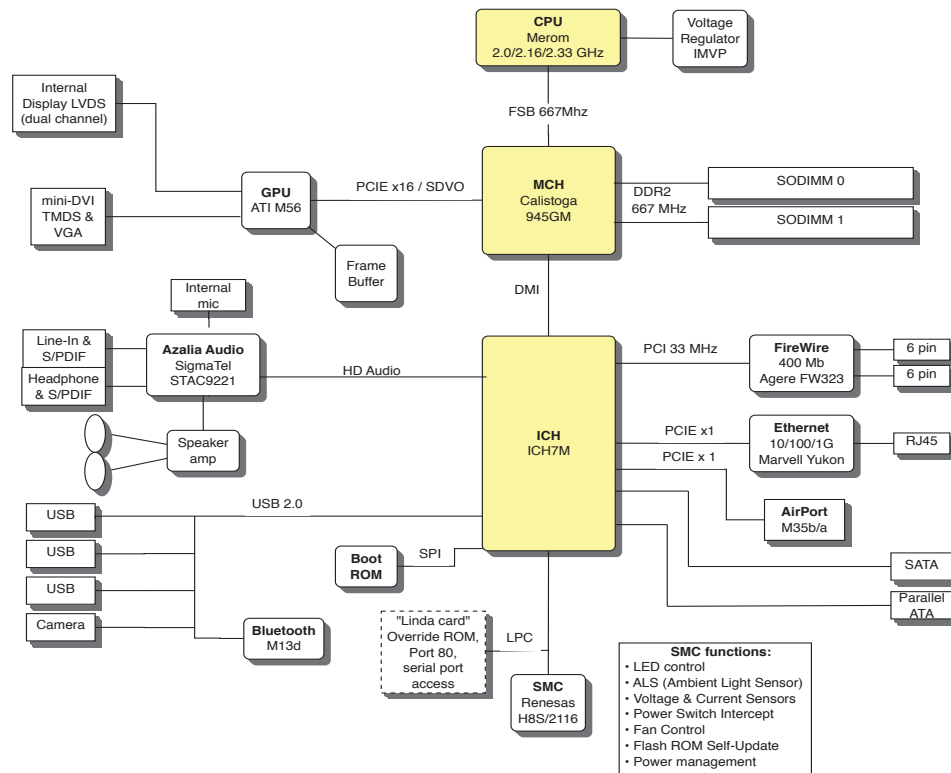 CPU
Merom
2.0/2.16/2.33 GHz
Voltage
Regulator
IMVP
Internal
Display LVDS
(dual channel)
FSB 667Mhz
GPU
ATI M56
PCIE x16 / SDVO
MCH
Calistoga
945GM
DDR2
667 MHz
SODIMM 0
SODIMM 1
mini-DVI
TMDS &
VGA
Frame
Buffer
DMI
Internal
mic
Line-In &
S/PDIF
Headphone
& S/PDIF
Azalia Audio
SigmaTel
STAC9221
HD Audio
ICH
ICH7M
PCI 33 MHz
FireWire
400 Mb
Agere FW323
6 pin
6 pin
Speaker
amp
PCIE x1
PCIE x 1
Ethernet
10/100/1G
Marvell Yukon
RJ45
AirPort
M35b/a
USB
USB
USB
Camera
USB 2.0
Bluetooth
M13d
Boot
ROM
SPI
SATA
Parallel
ATA
"Linda card"
Override ROM,
Port 80,
serial port
access
LPC
SMC
Renesas
H8S/2116
SMC functions:
• LED control
• ALS (Ambient Light Sensor)
• Voltage & Current Sensors
• Power Switch Intercept
• Fan Control
• Flash ROM Self-Update
• Power management